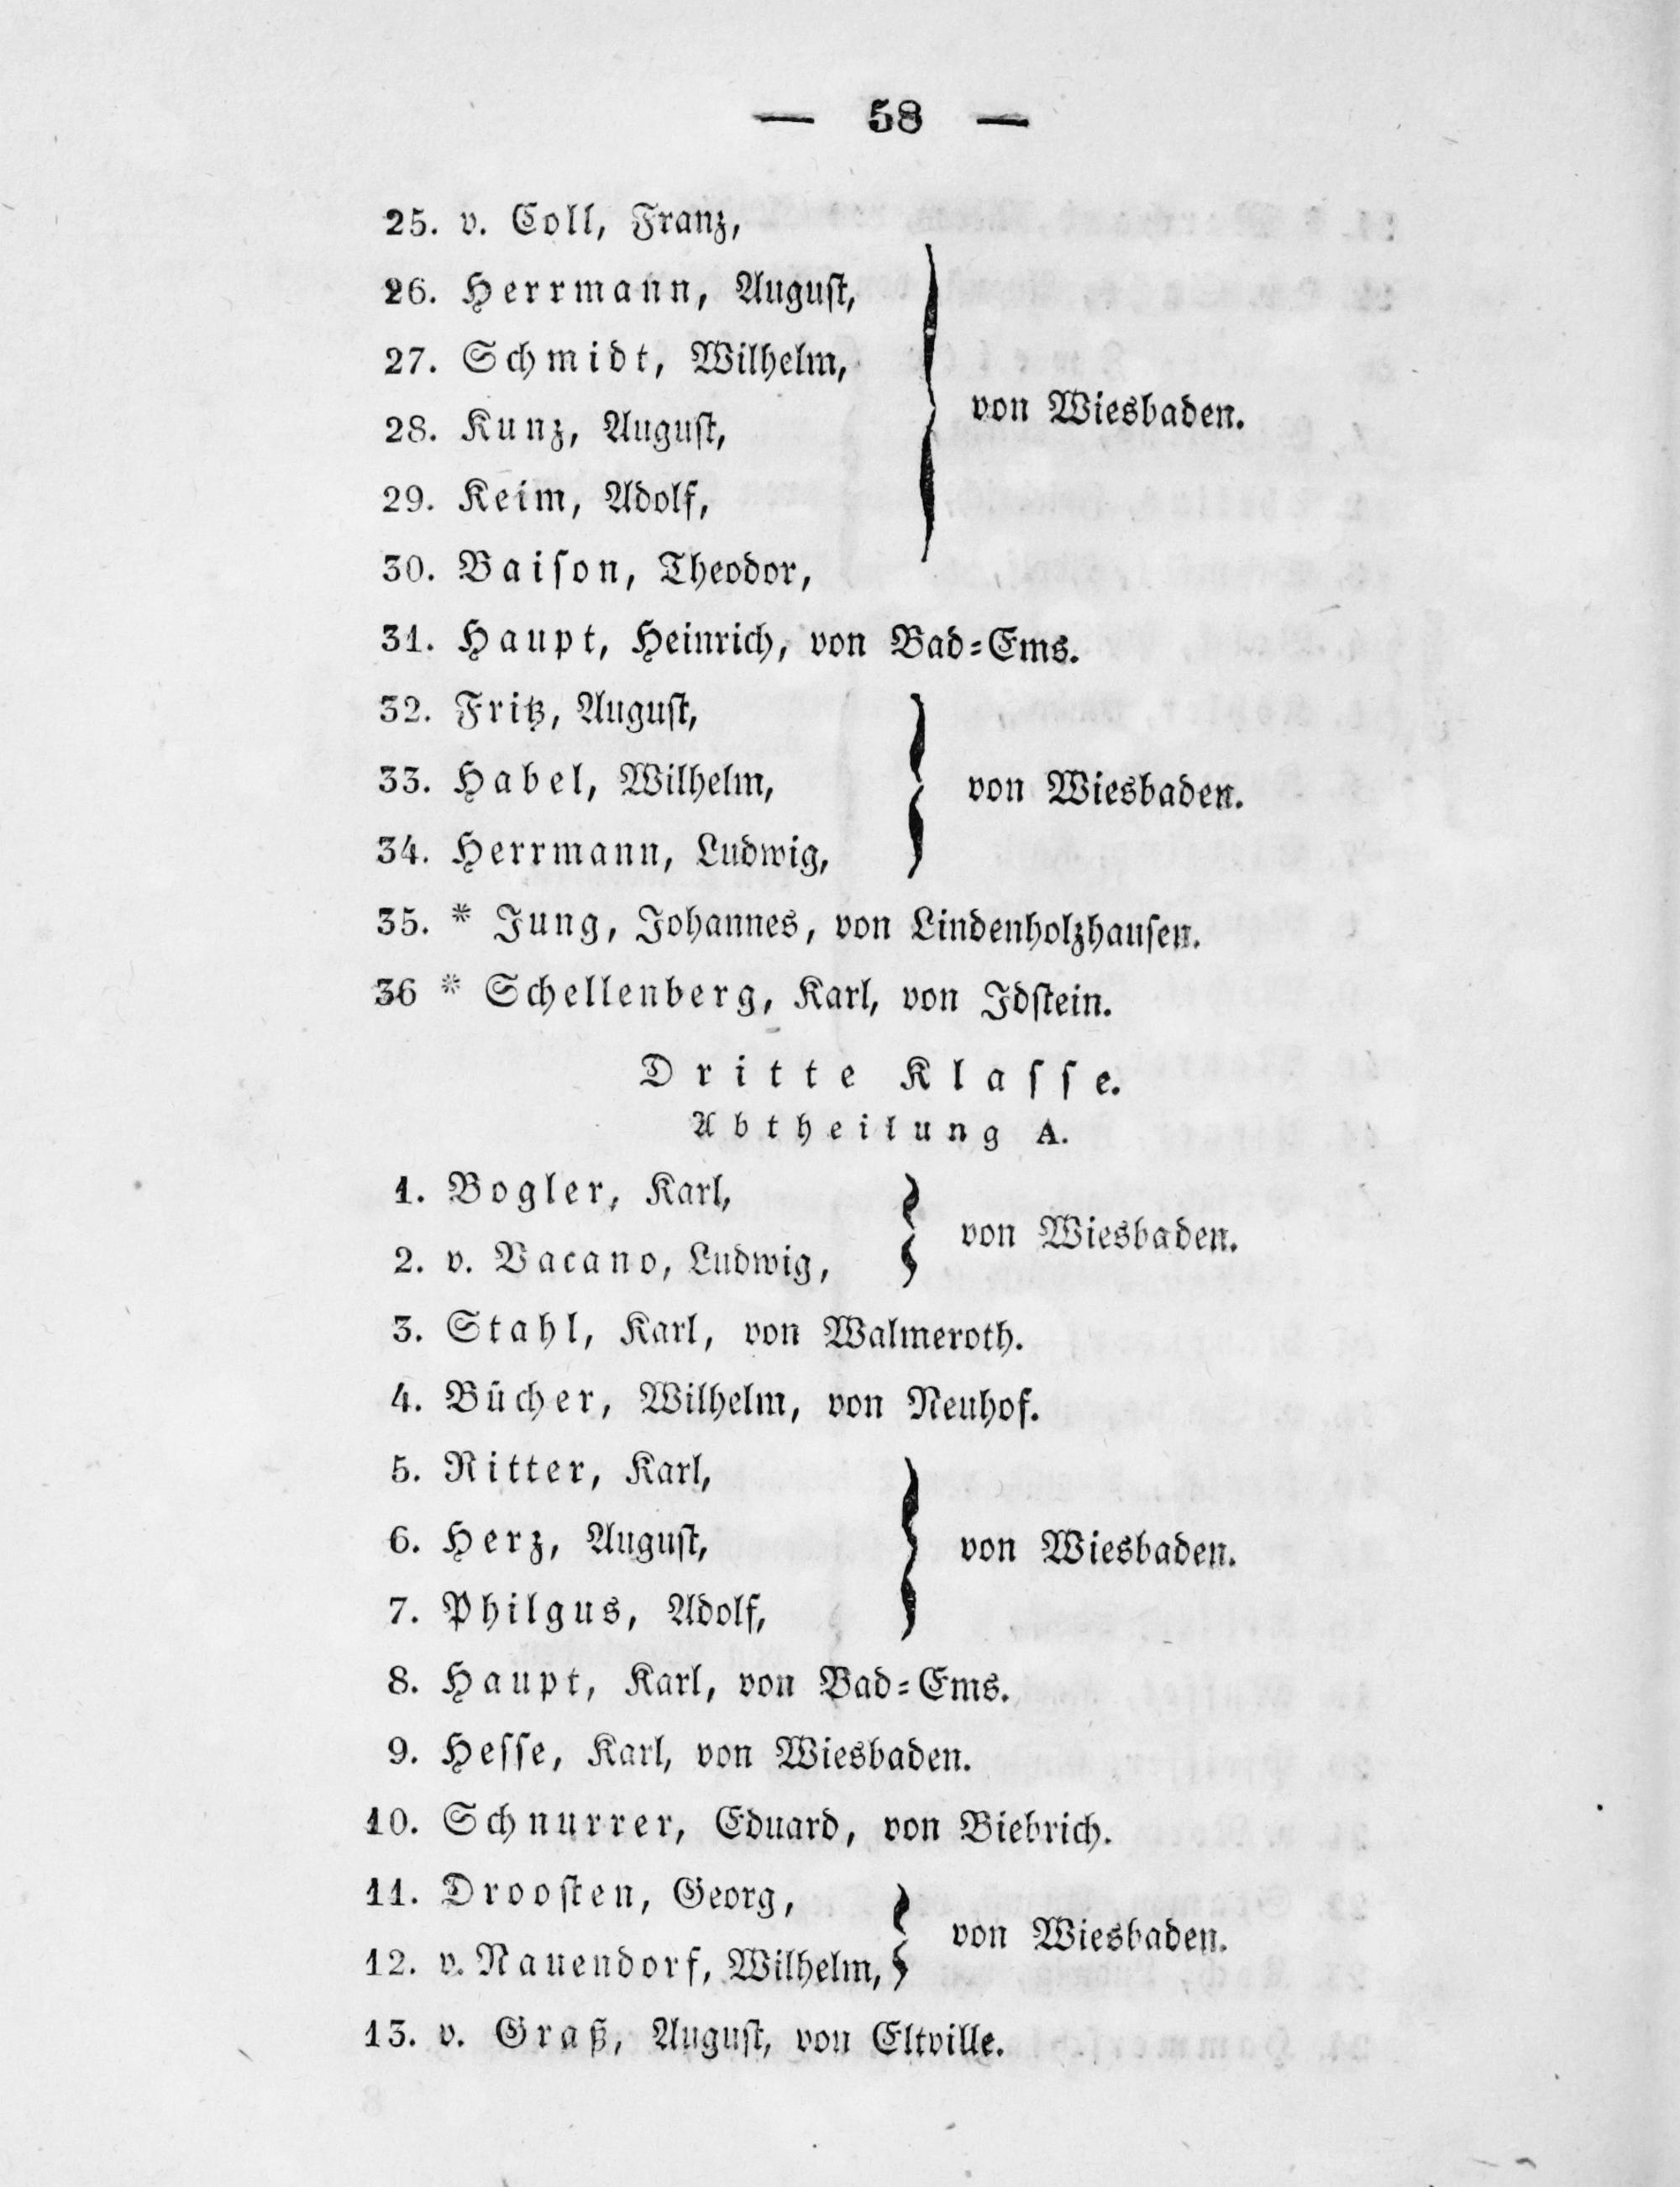 — 58 —
25. v. Coll, Franz,
26. Herrmann, August,
27. Schmidt, Wilhelm,
28. Kunz, August,
29. Keim, Adolf,
30. Baison, Theodor,
von Wiesbaden.
31. Haupt, Heinrich, von Bad-Ems.
32. Fritz, August,
33. Habel, Wilhelm,
34. Herrmann, Ludwig,
von Wiesbaden.
35. * Jung, Johannes, von Lindenholzhausen.
36 * Schellenberg, Karl, von Idstein.
Dritte Klasse.
Abtheilung A.
1. Bogler, Karl,
2. v. Vacano, Ludwig,
von Wiesbaden.
3. Stahl, Karl, von Walmeroth.
4. Bücher, Wilhelm, von Neuhof.
5. Ritter, Karl,
6. Herz, August,
7. Philgus, Adolf,
von Wiesbaden.
8. Haupt, Karl, von Bad-Ems.
9. Hesse, Karl, von Wiesbaden.
10. Schnurrer, Eduard, von Biebrich.
11. Droosten, Georg,
12. v. Nauendorf, Wilhelm,
von Wiesbaden.
13. v. Graß, August, von Eltville.